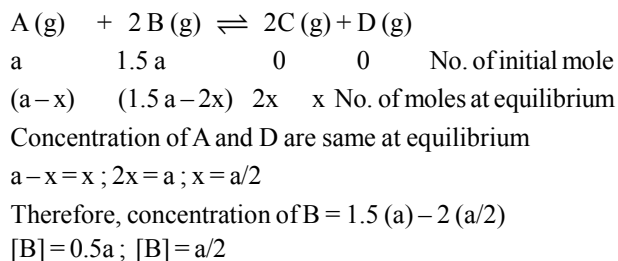 A (g) + 2 B (g) ⇌ 2C (g) + D (g)
a 1.5 a 0 0 No. of initial mole
(a – x) (1.5 a – 2x) 2x x No. of moles at equilibrium
Concentration of A and D are same at equilibrium
a – x = x ; 2x = a ; x = a/2
Therefore, concentration of B = 1.5 (a) – 2 (a/2)
[B] = 0.5a ; [B] = a/2